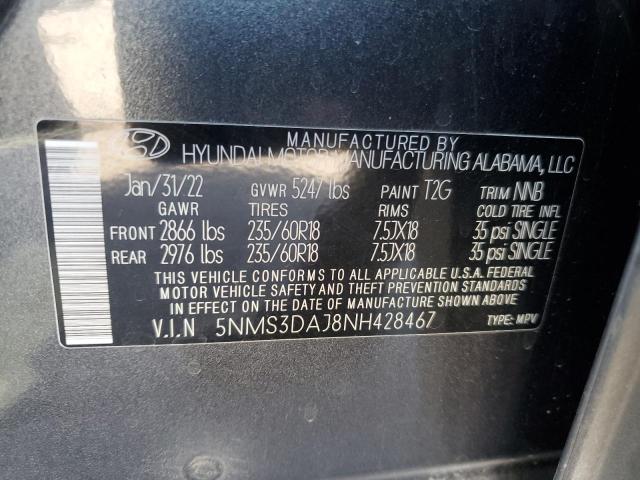 MANUFACTURED BY
HYUNDAI MOTOR MANUFACTURING ALABAMA, LLC
Jan/31/22 GVWR 5247 lbs PAINT T2G TRIM NNB
GAWR TIRES RIMS COLD TIRE INFL
FRONT 2866 lbs 235/60R18 7.5JX18 35 psi SINGLE
REAR 2976 lbs 235/60R18 7.5JX18 35 psi SINGLE
THIS VEHICLE CONFORMS TO ALL APPLICABLE U.S.A. FEDERAL
MOTOR VEHICLE SAFETY AND THEFT PREVENTION STANDARDS
IN EFFECT ON THE DATE OF MANUFACTURE SHOWN ABOVE.
V.I.N 5NMS3DAJ8NH428467 TYPE: MPV